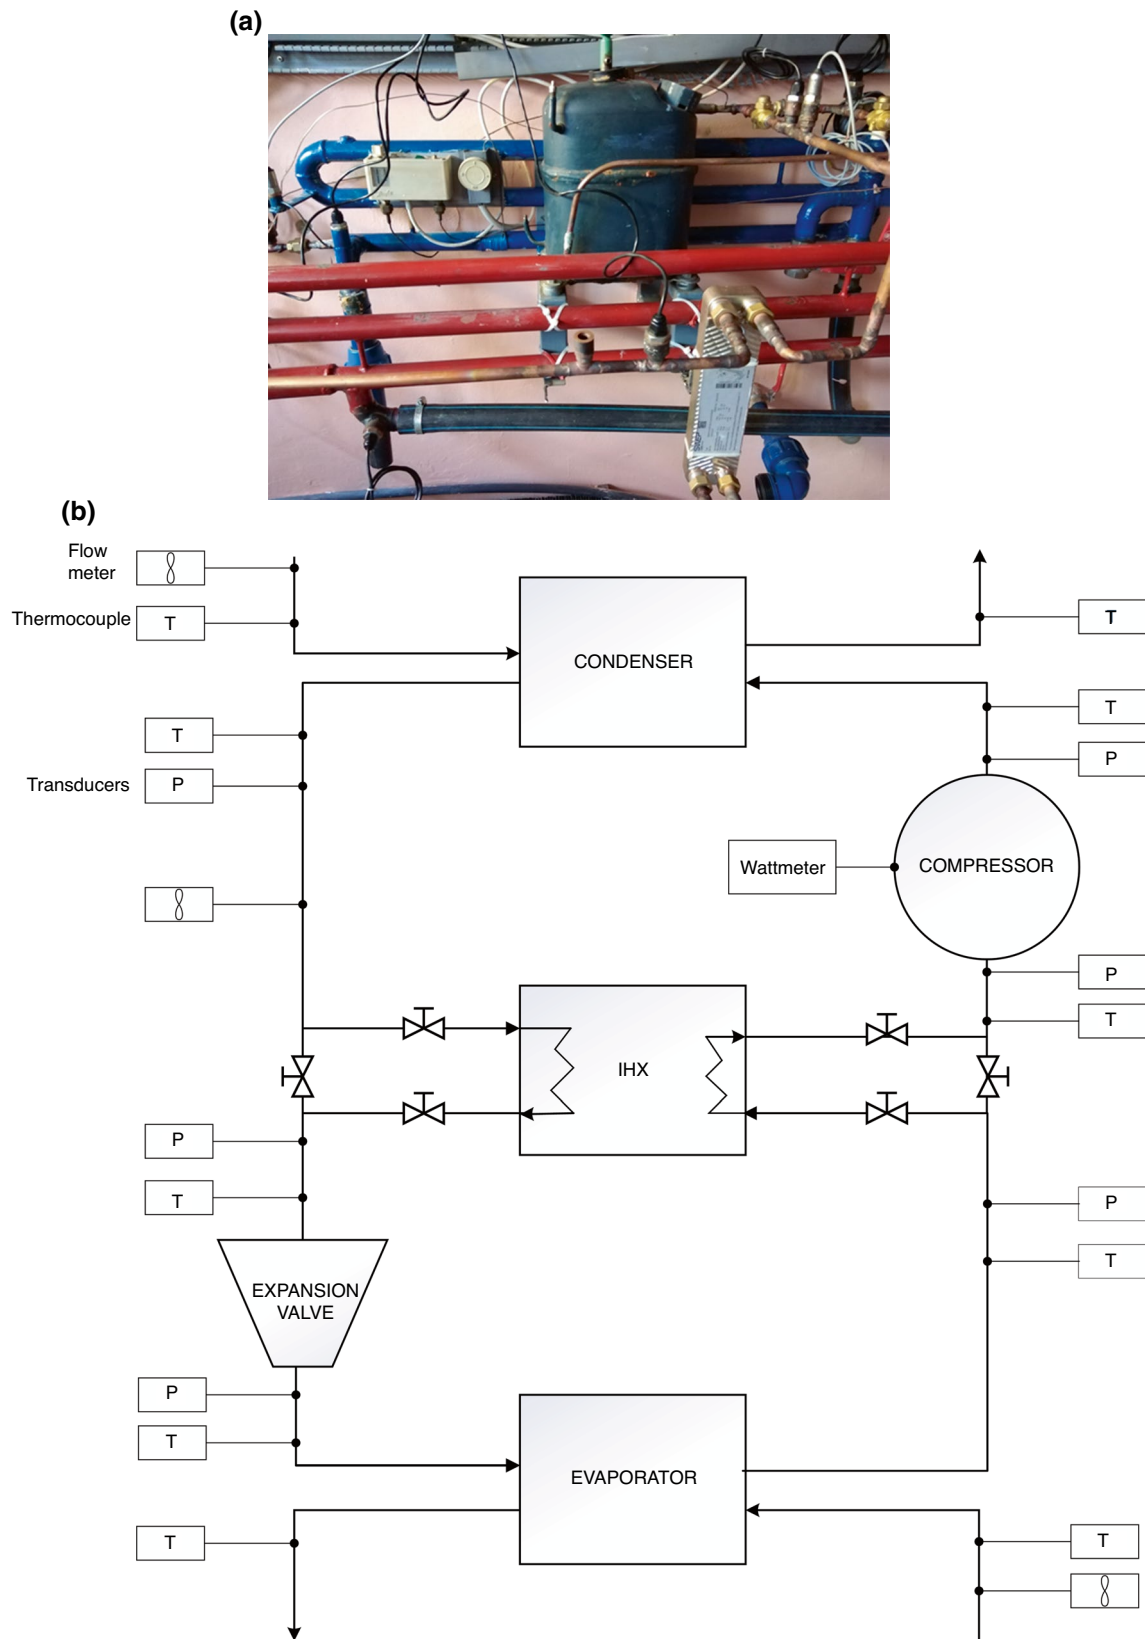 (a)
(b)
Flow
meter
Thermocouple
T
T
CONDENSER
T
T
P
Transducers
P
Wattmeter
COMPRESSOR
P
T
IHX
P
T
P
T
EXPANSION
VALVE
P
T
EVAPORATOR
T
T